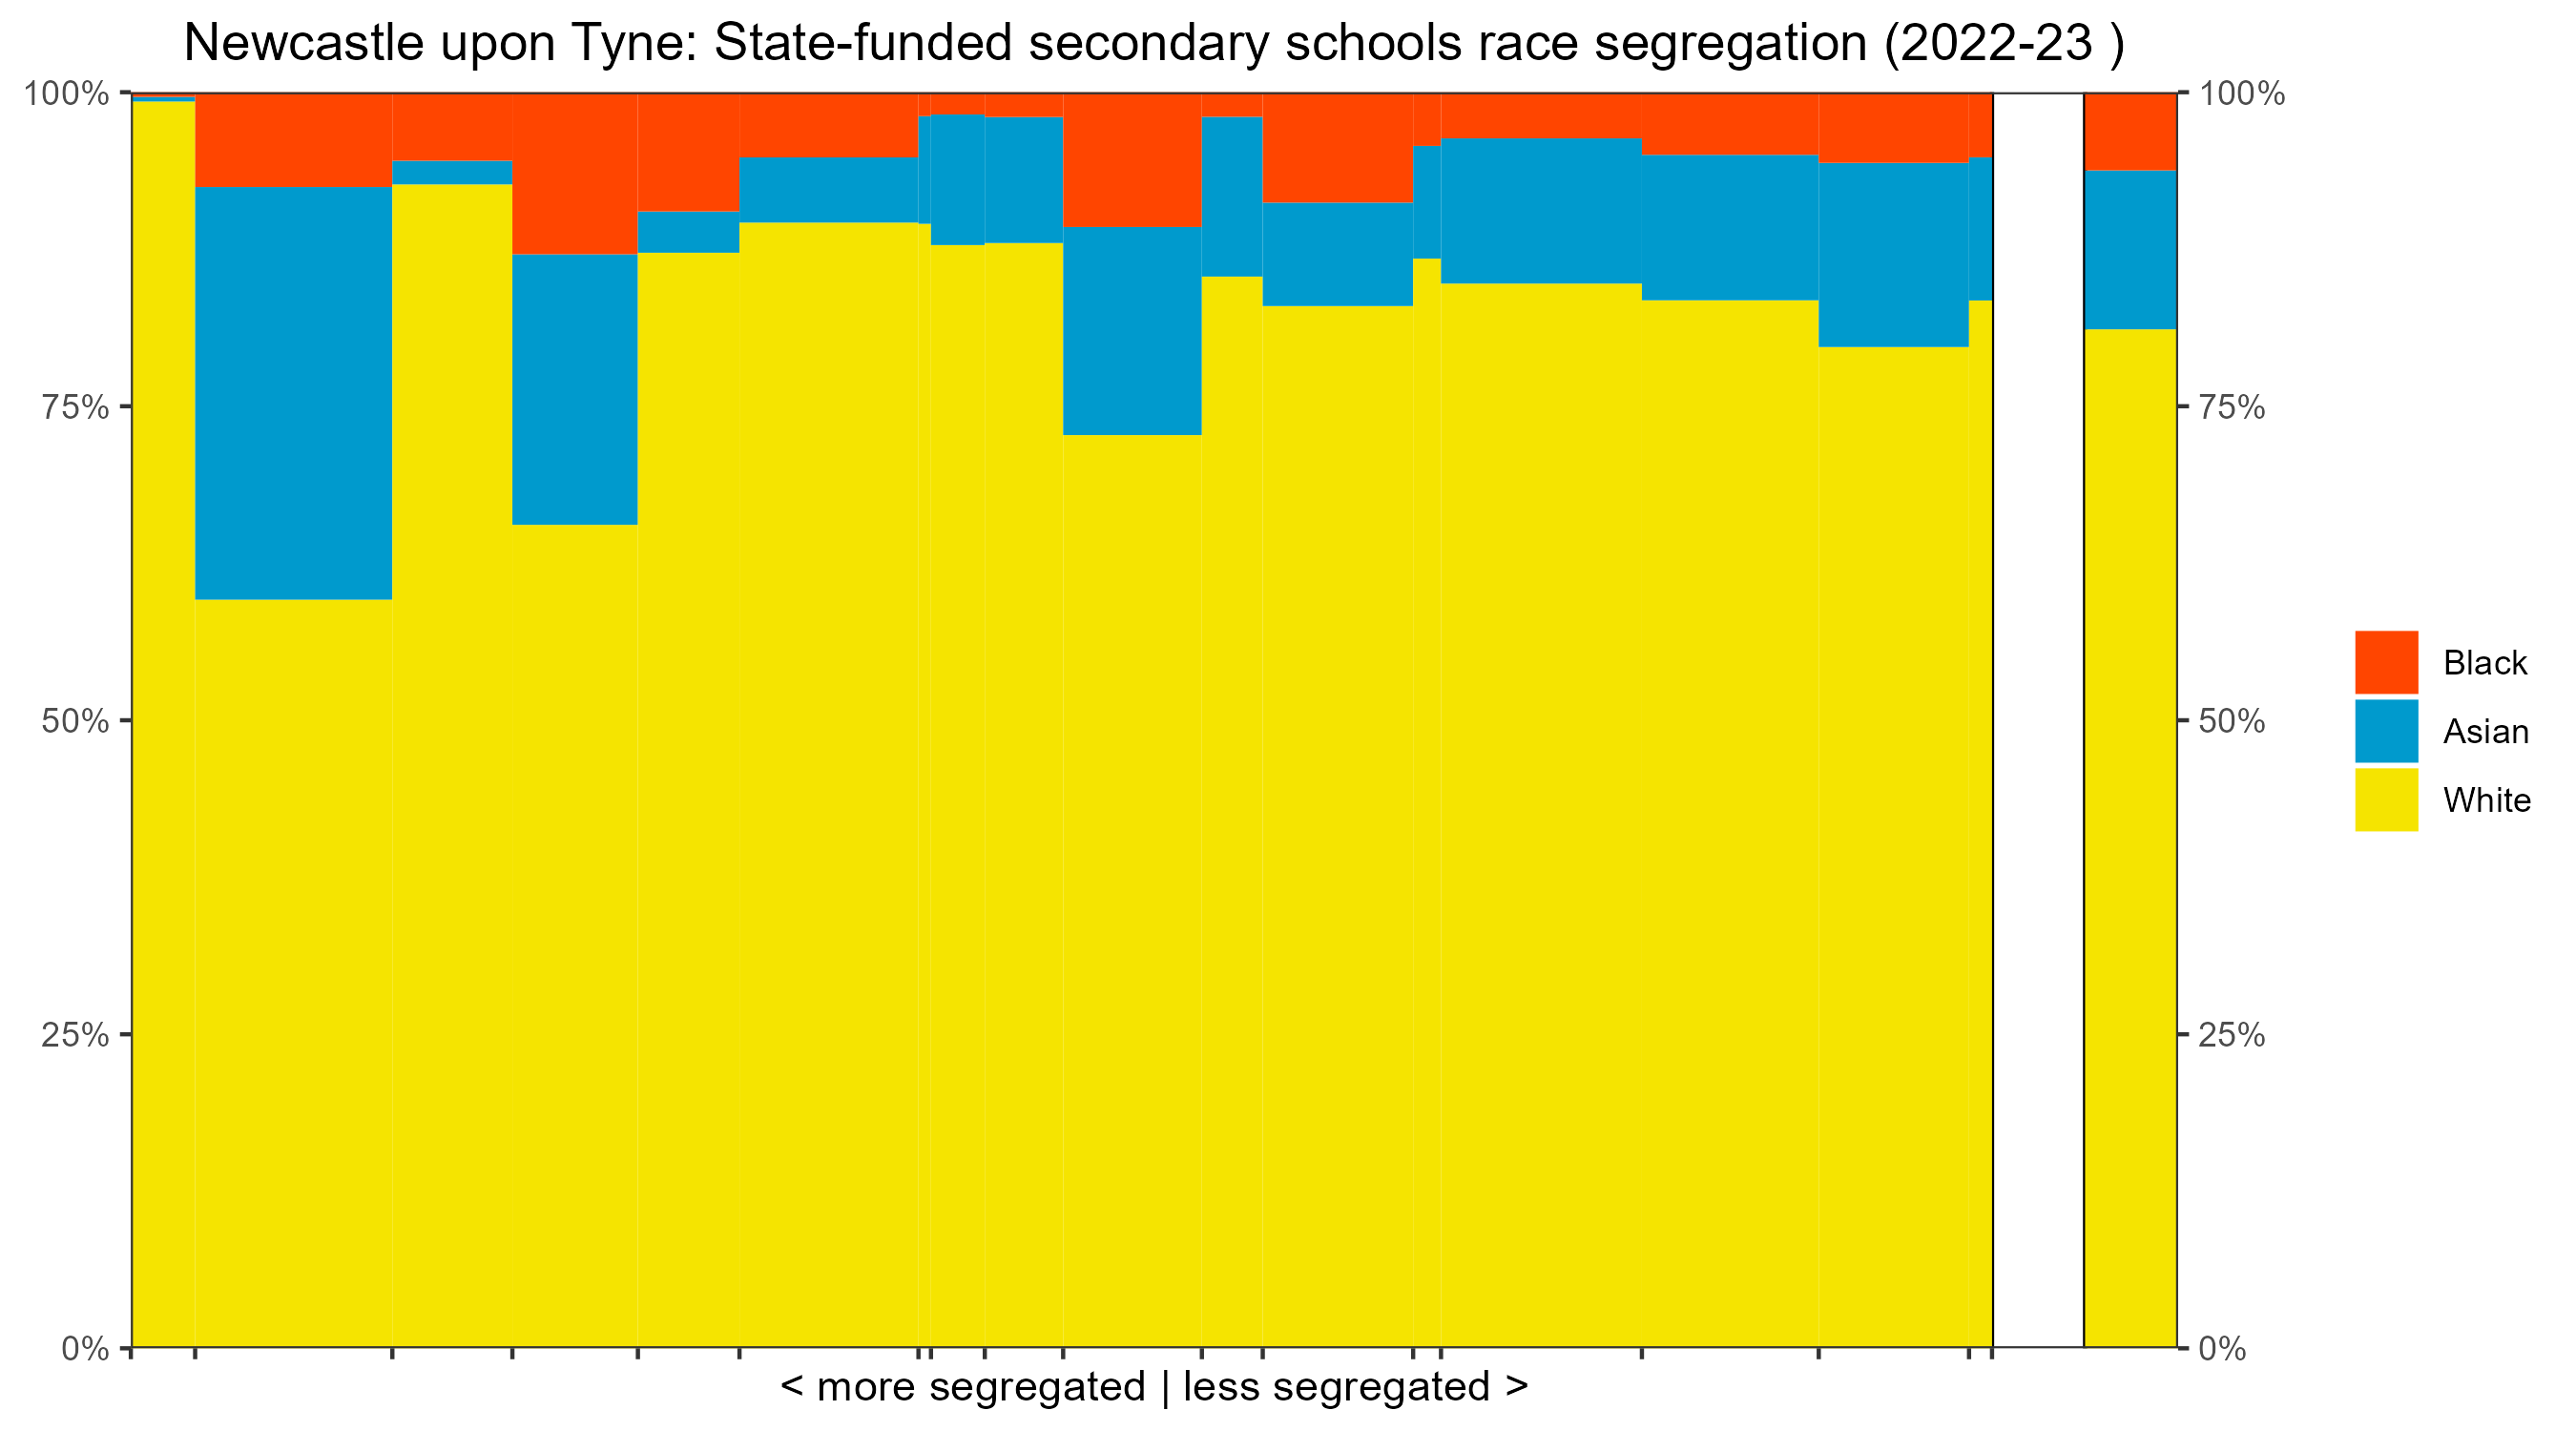 Newcastle upon Tyne: State-funded secondary schools race segregation (2022-23 )
100%
75%
50%
25%
0%
100%
75%
50%
25%
0%
Black
Asian
White
< more segregated | less segregated >